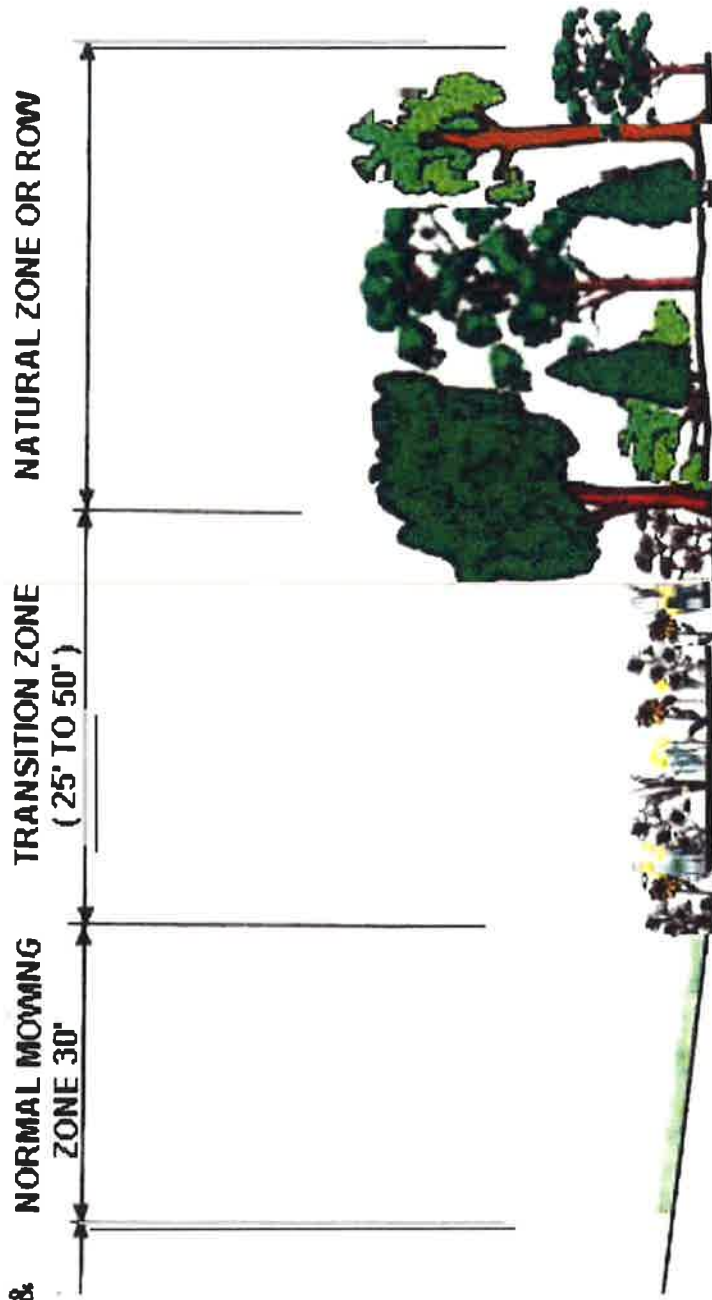 &
NORMAL MOWING
ZONE 30'
TRANSITION ZONE
( 25' TO 50' )
NATURAL ZONE OR ROW